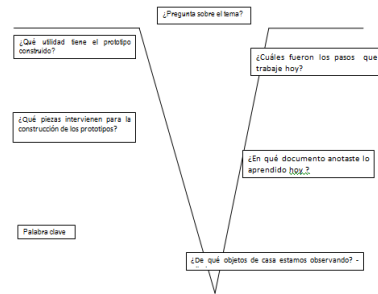 ¿Pregunta sobre el tema?
¿Qué utilidad tiene el prototipo
construido?
¿Cuáles fueron los pasos que
trabaje hoy?
¿Qué piezas intervienen para la
construcción de los prototipos?
¿En qué documento anotaste lo
aprendido hoy ?
Palabra clave
¿De qué objetos de casa estamos observando? -